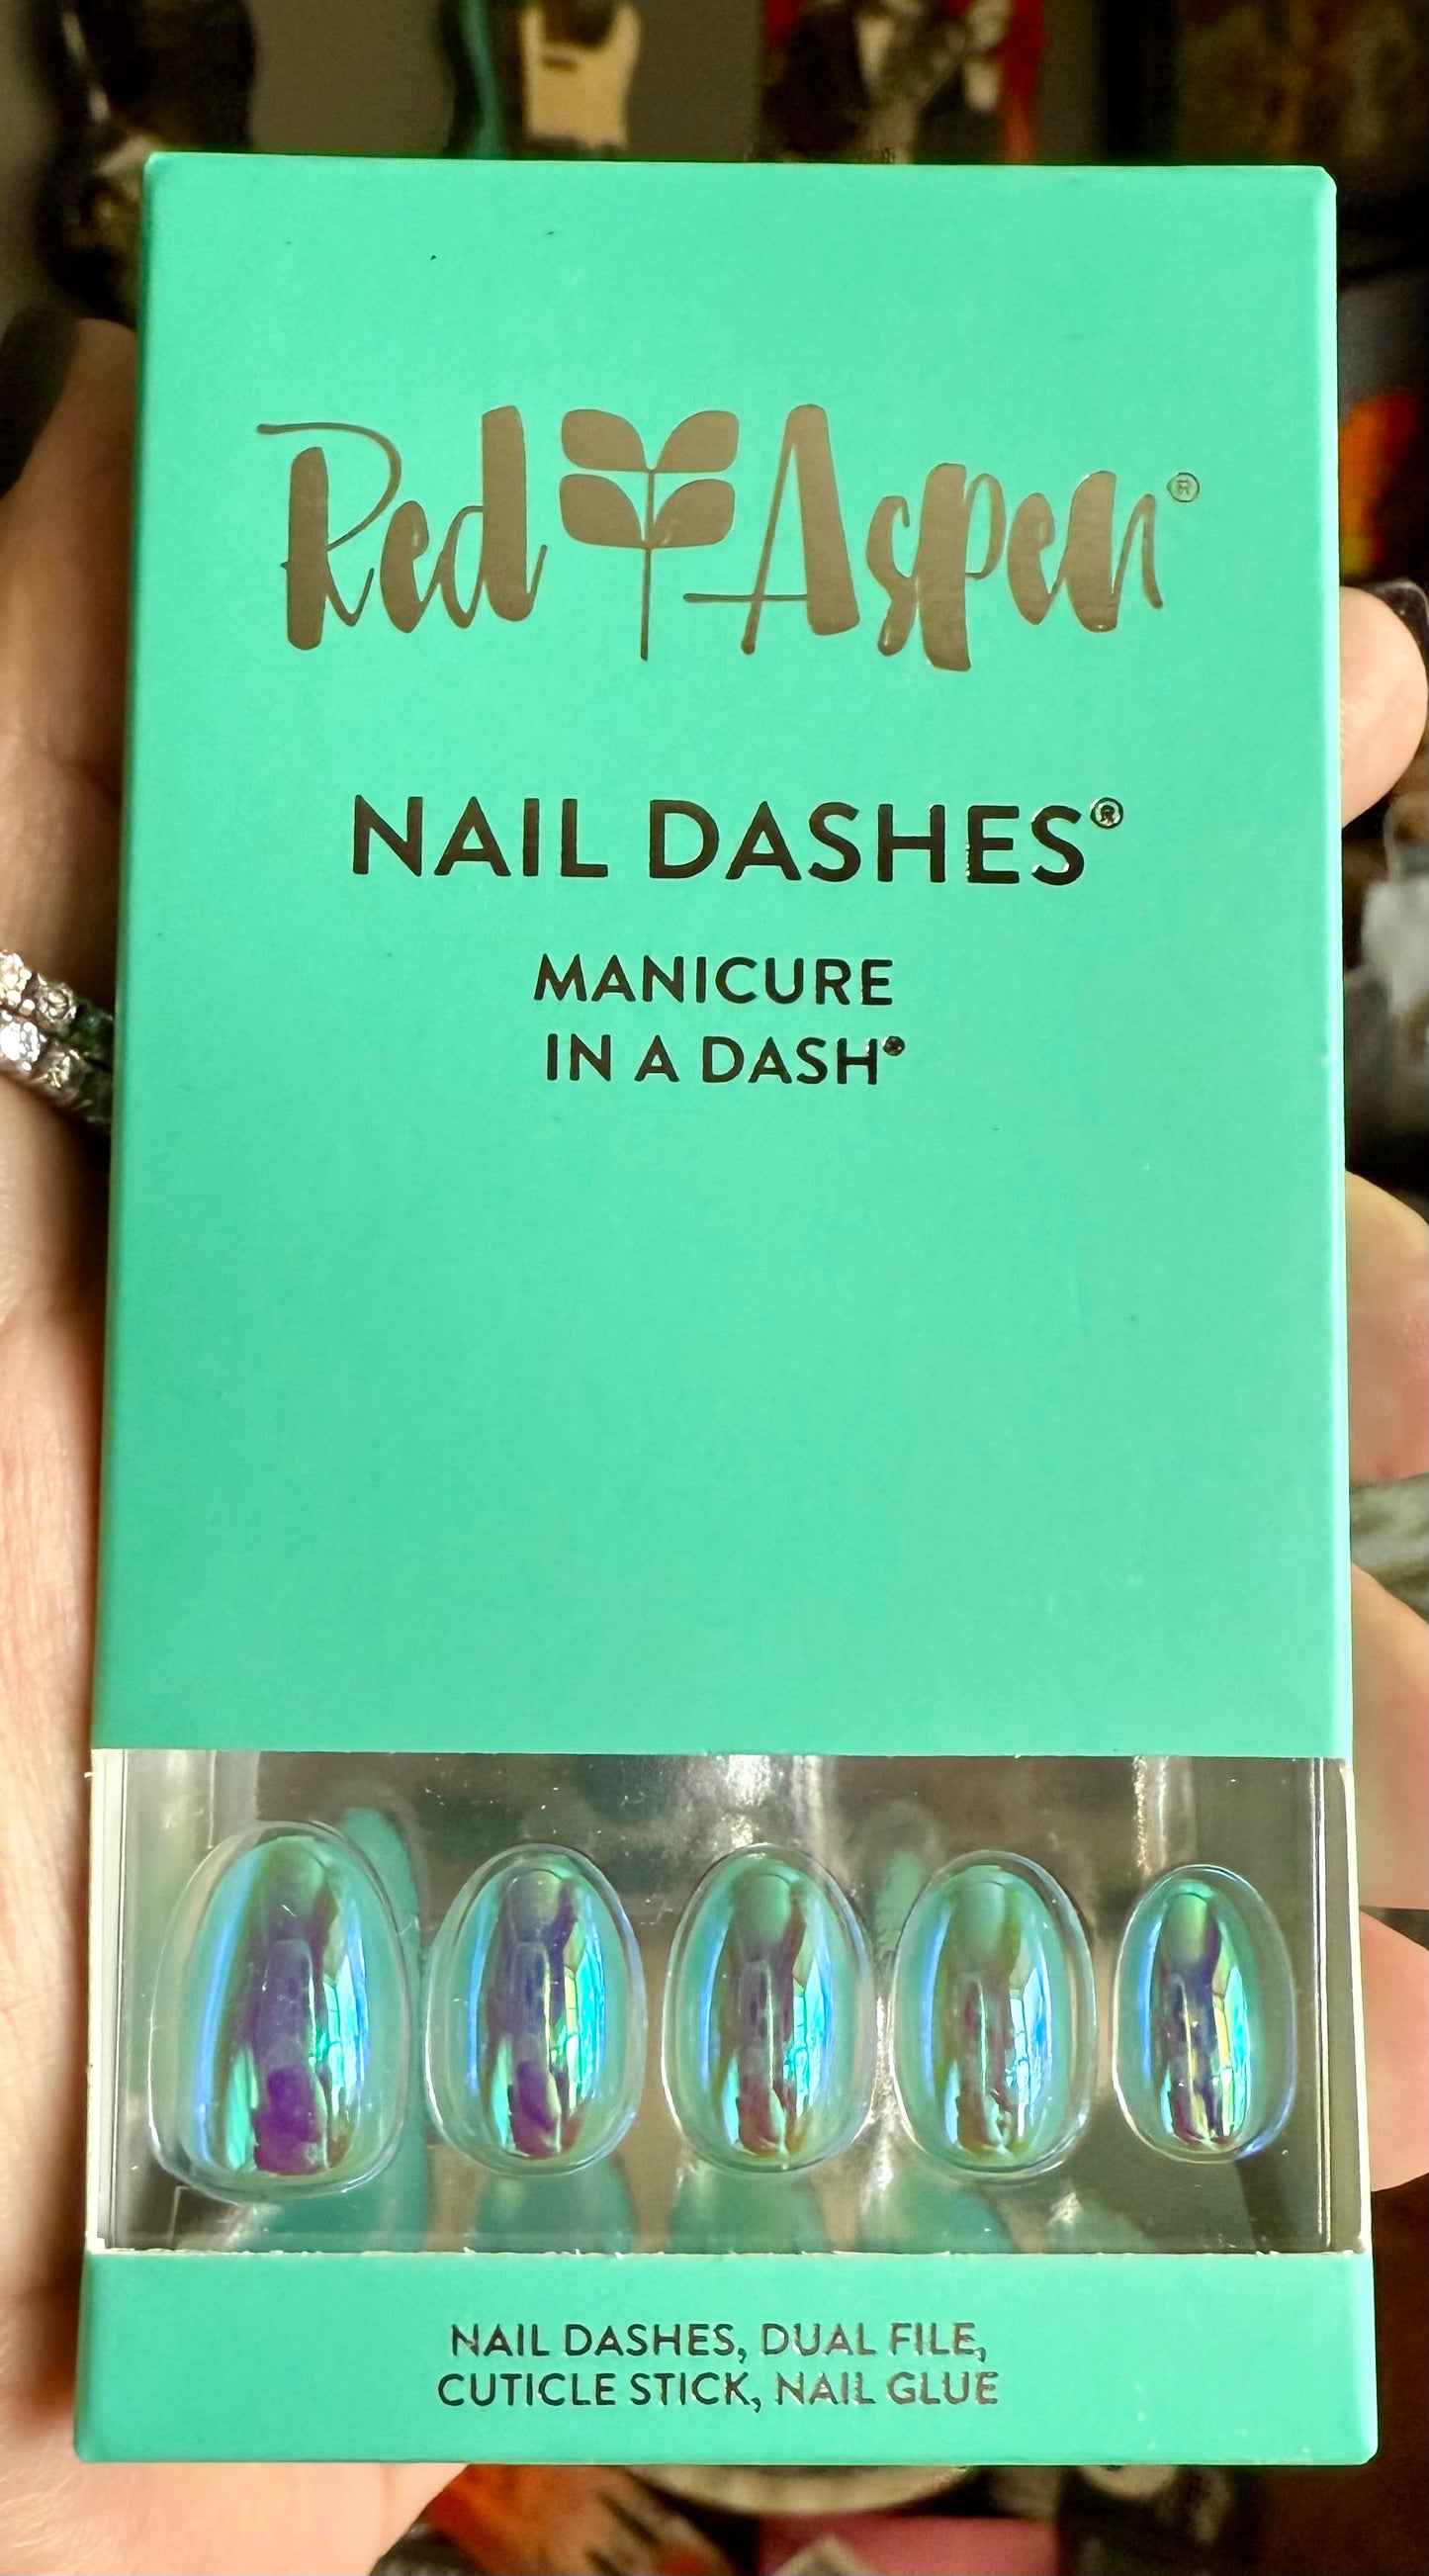 Red Aspen®
NAIL DASHES®
MANICURE
IN A DASH®
NAIL DASHES, DUAL FILE,
CUTICLE STICK, NAIL GLUE